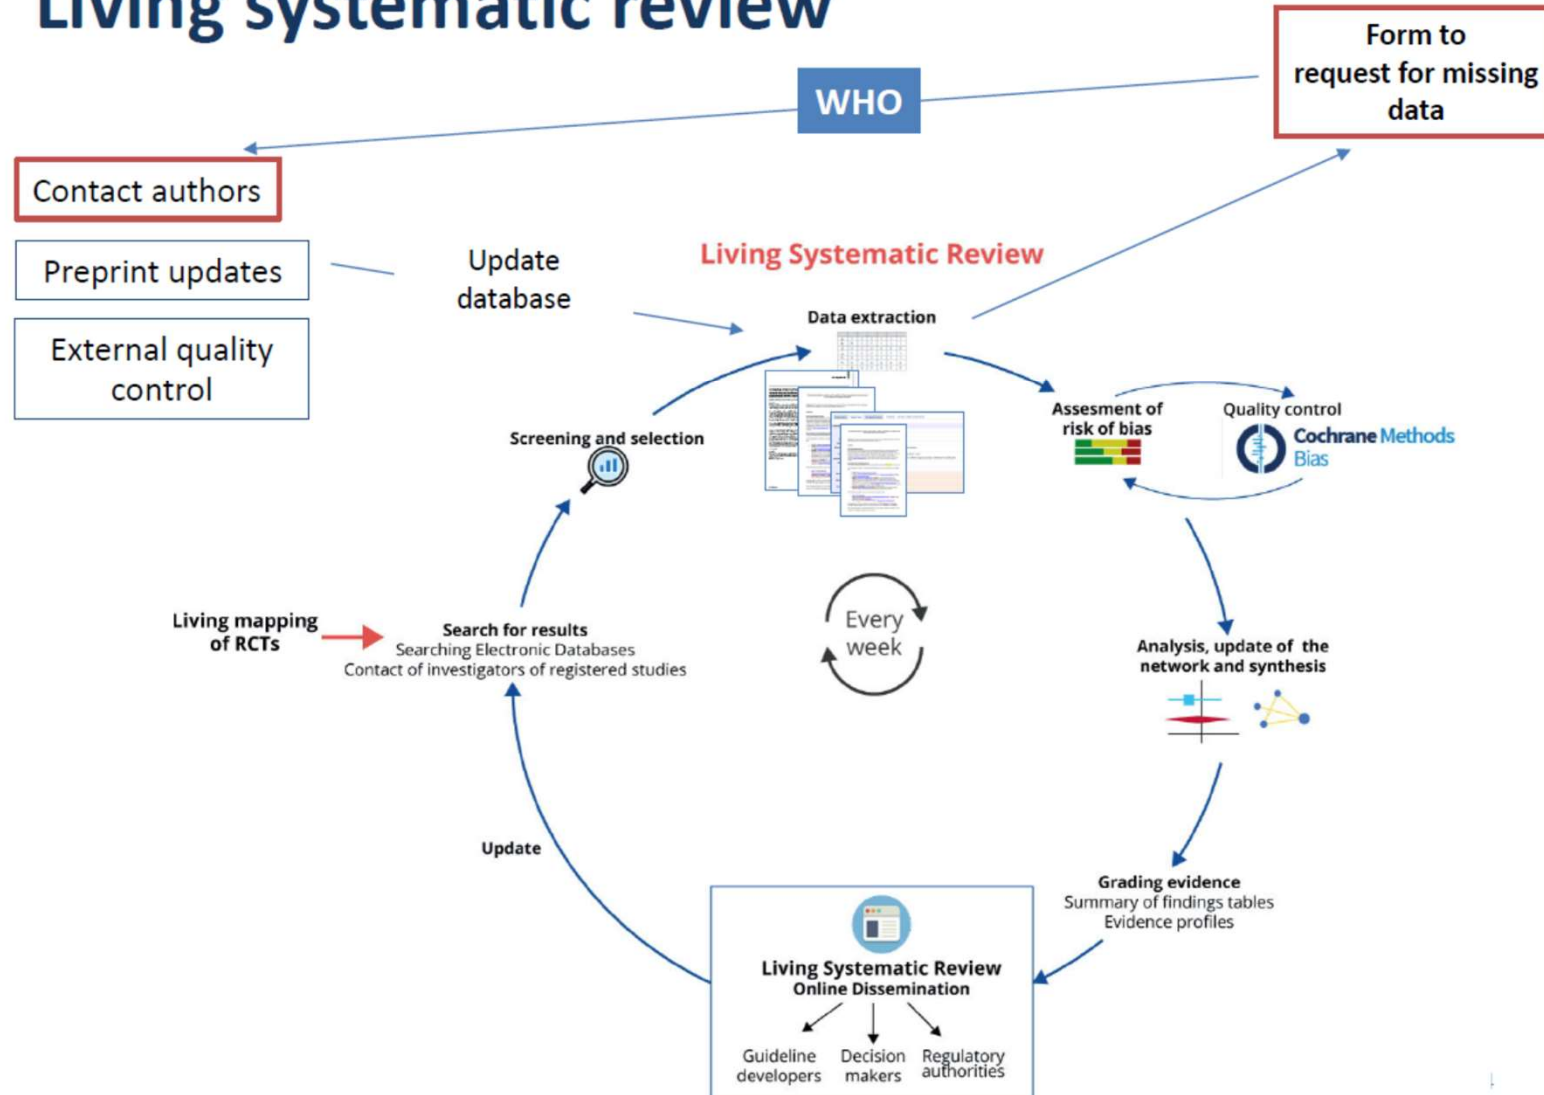 Living systematic review
Form to
request for missing
data
WHO
Contact authors
Preprint updates
External quality
control
Update
database
Living Systematic Review
Data extraction
Assesment of
risk of bias
Quality control
Cochrane Methods
Bias
Screening and selection
Every
week
Living mapping
of RCTs
Search for results
Searching Electronic Databases
Contact of investigators of registered studies
Analysis, update of the
network and synthesis
Update
Grading evidence
Summary of findings tables
Evidence profiles
Living Systematic Review
Online Dissemination
Guideline
developers
Decision
makers
Regulatory
authorities